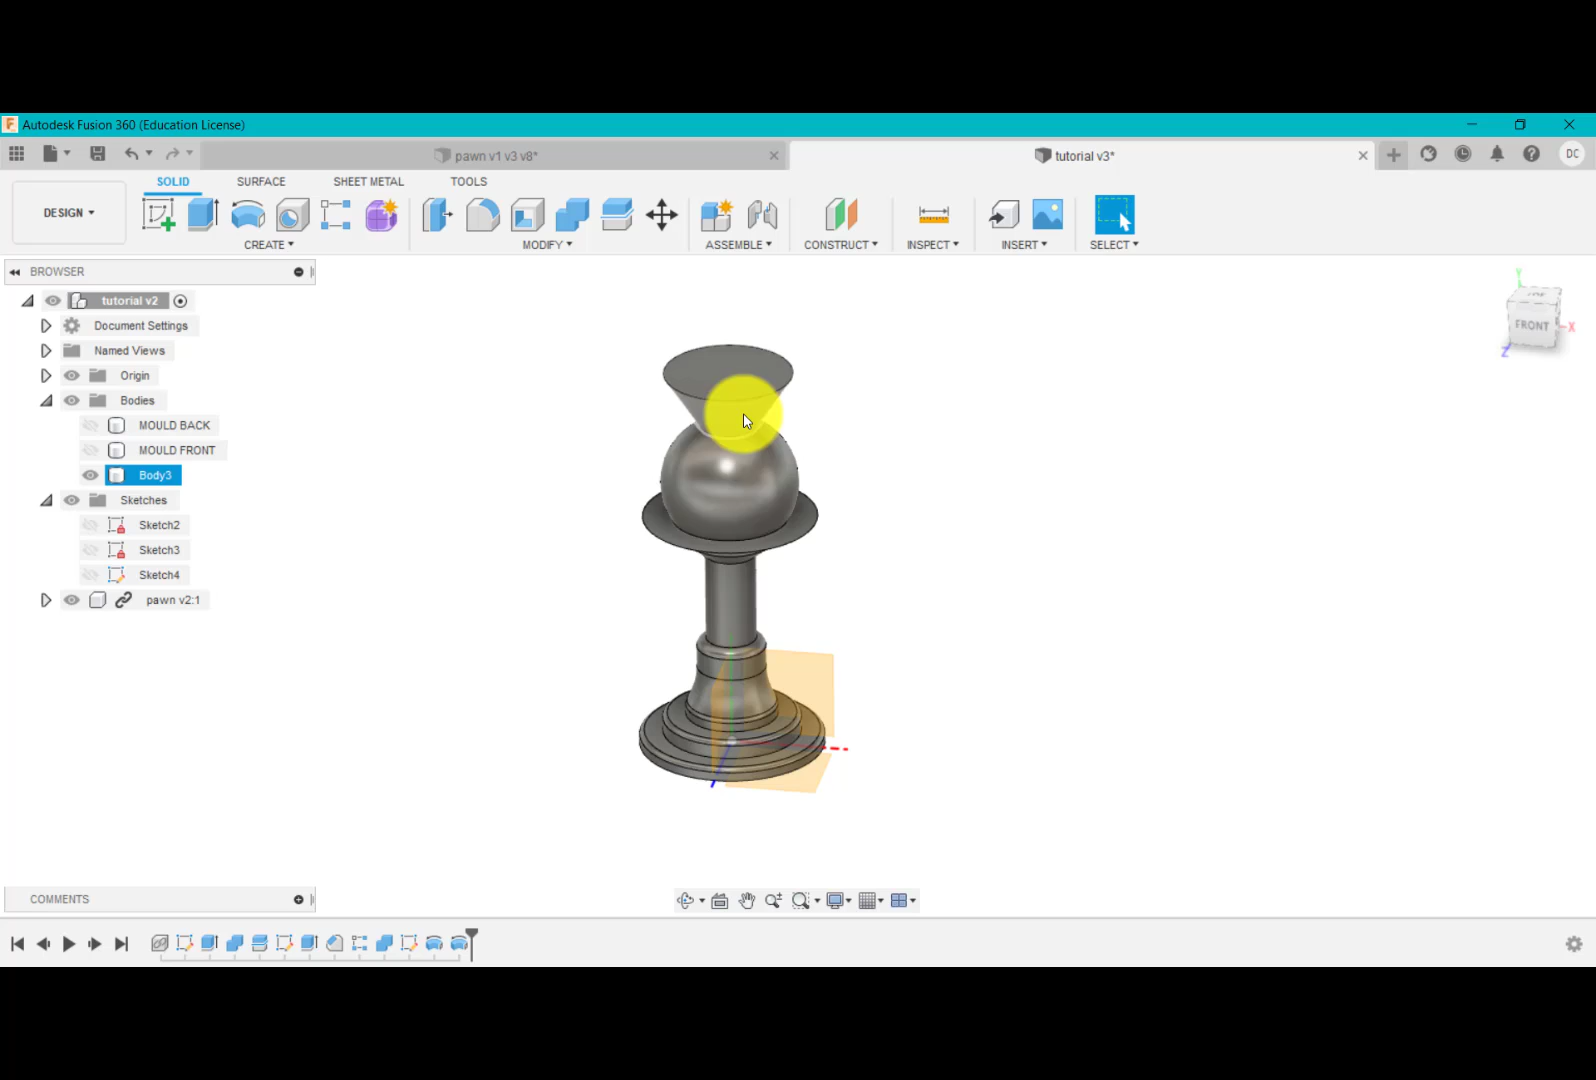 Autodesk Fusion 360 (Education License)
pawn v1 v3 v8*
tutorial v3*
DC
SOLID
SURFACE
SHEET METAL
TOOLS
DESIGN
CREATE
MODIFY
ASSEMBLE
CONSTRUCT
INSPECT
INSERT
SELECT
BROWSER
tutorial v2
Document Settings
Named Views
Origin
Bodies
MOULD BACK
MOULD FRONT
Body3
Sketches
Sketch2
Sketch3
Sketch4
pawn v2:1
Y
FRONT
X
Z
COMMENTS